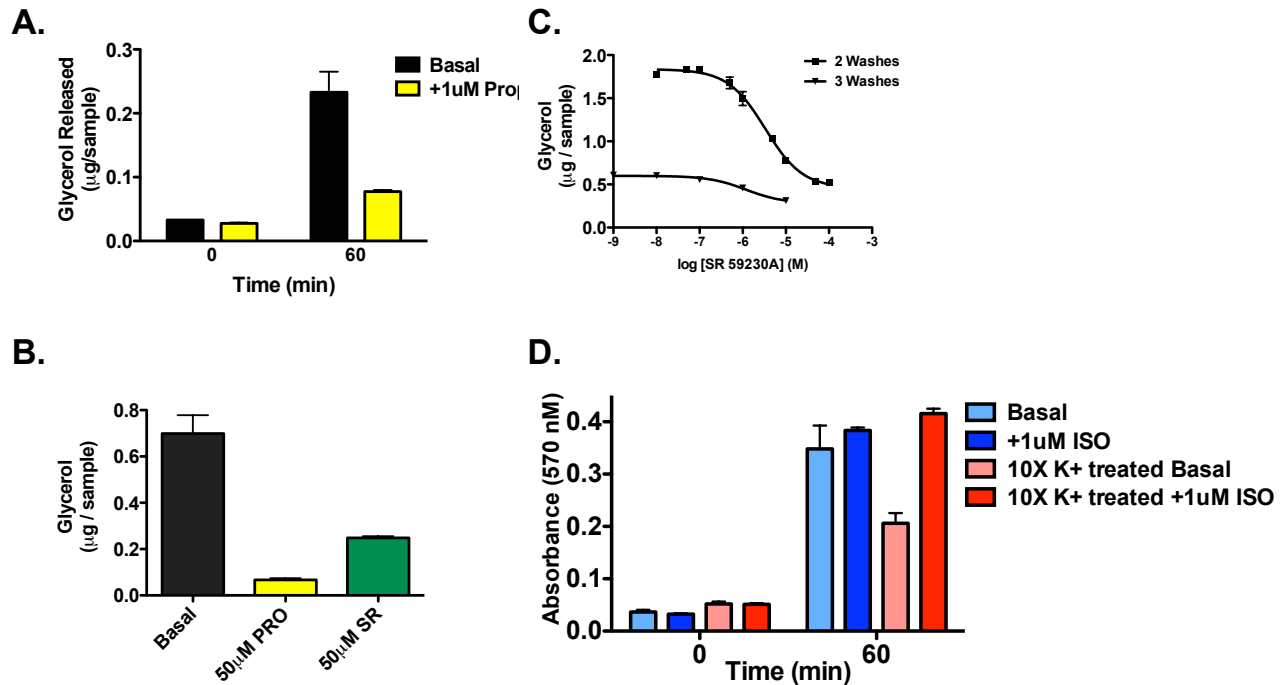 A.
Glycerol Released
(μg/sample)
0.3
0.2
0.1
0.0
0
60
Time (min)
Basal
+1uM Prop
C.
Glycerol
(μg / sample)
2.0
1.5
1.0
0.5
0.0
-9
-8
-7
-6
-5
-4
-3
log [SR 59230A] (M)
2 Washes
3 Washes
B.
Glycerol
(μg / sample)
0.8
0.6
0.4
0.2
0.0
Basal
50μM PRO
50μM SR
D.
Absorbance (570 nM)
0.4
0.3
0.2
0.1
0.0
0
60
Time (min)
Basal
+1uM ISO
10X K+ treated Basal
10X K+ treated +1uM ISO